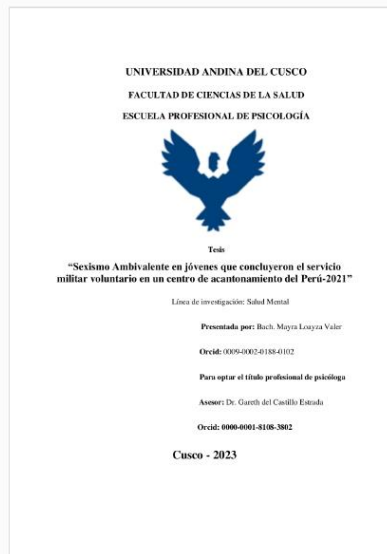 UNIVERSIDAD ANDINA DEL CUSCO
FACULTAD DE CIENCIAS DE LA SALUD
ESCUELA PROFESIONAL DE PSICOLOGÍA
Tesis
“Sexismo Ambivalente en jóvenes que concluyeron el servicio
militar voluntario en un centro de acantonamiento del Perú-2021”
Línea de investigación: Salud Mental
Presentada por: Bach. Mayra Loayza Valer
Orcid: 0009-0002-0188-0102
Para optar el título profesional de psicóloga
Asesor: Dr. Gareth del Castillo Estrada
Orcid: 0000-0001-8108-3802
Cusco - 2023